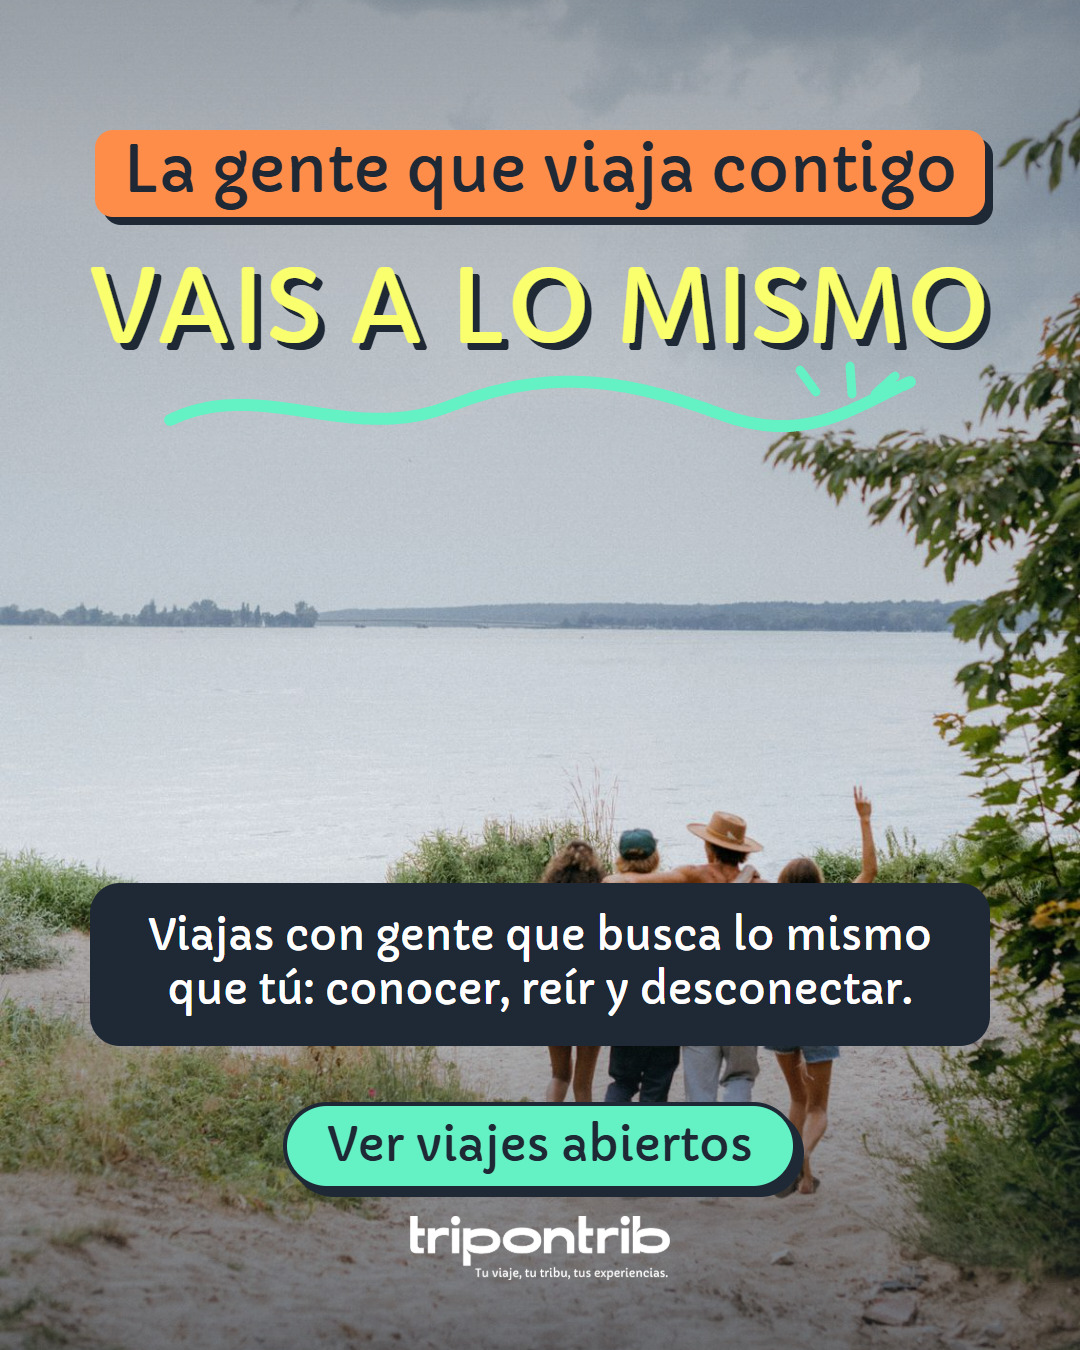 La gente que viaja contigo
VAIS A LO MISMO
Viajas con gente que busca lo mismo
que tú: conocer, reír y desconectar.
Ver viajes abiertos
tripontrib
Tu viaje, tu tribu, tus experiencias.